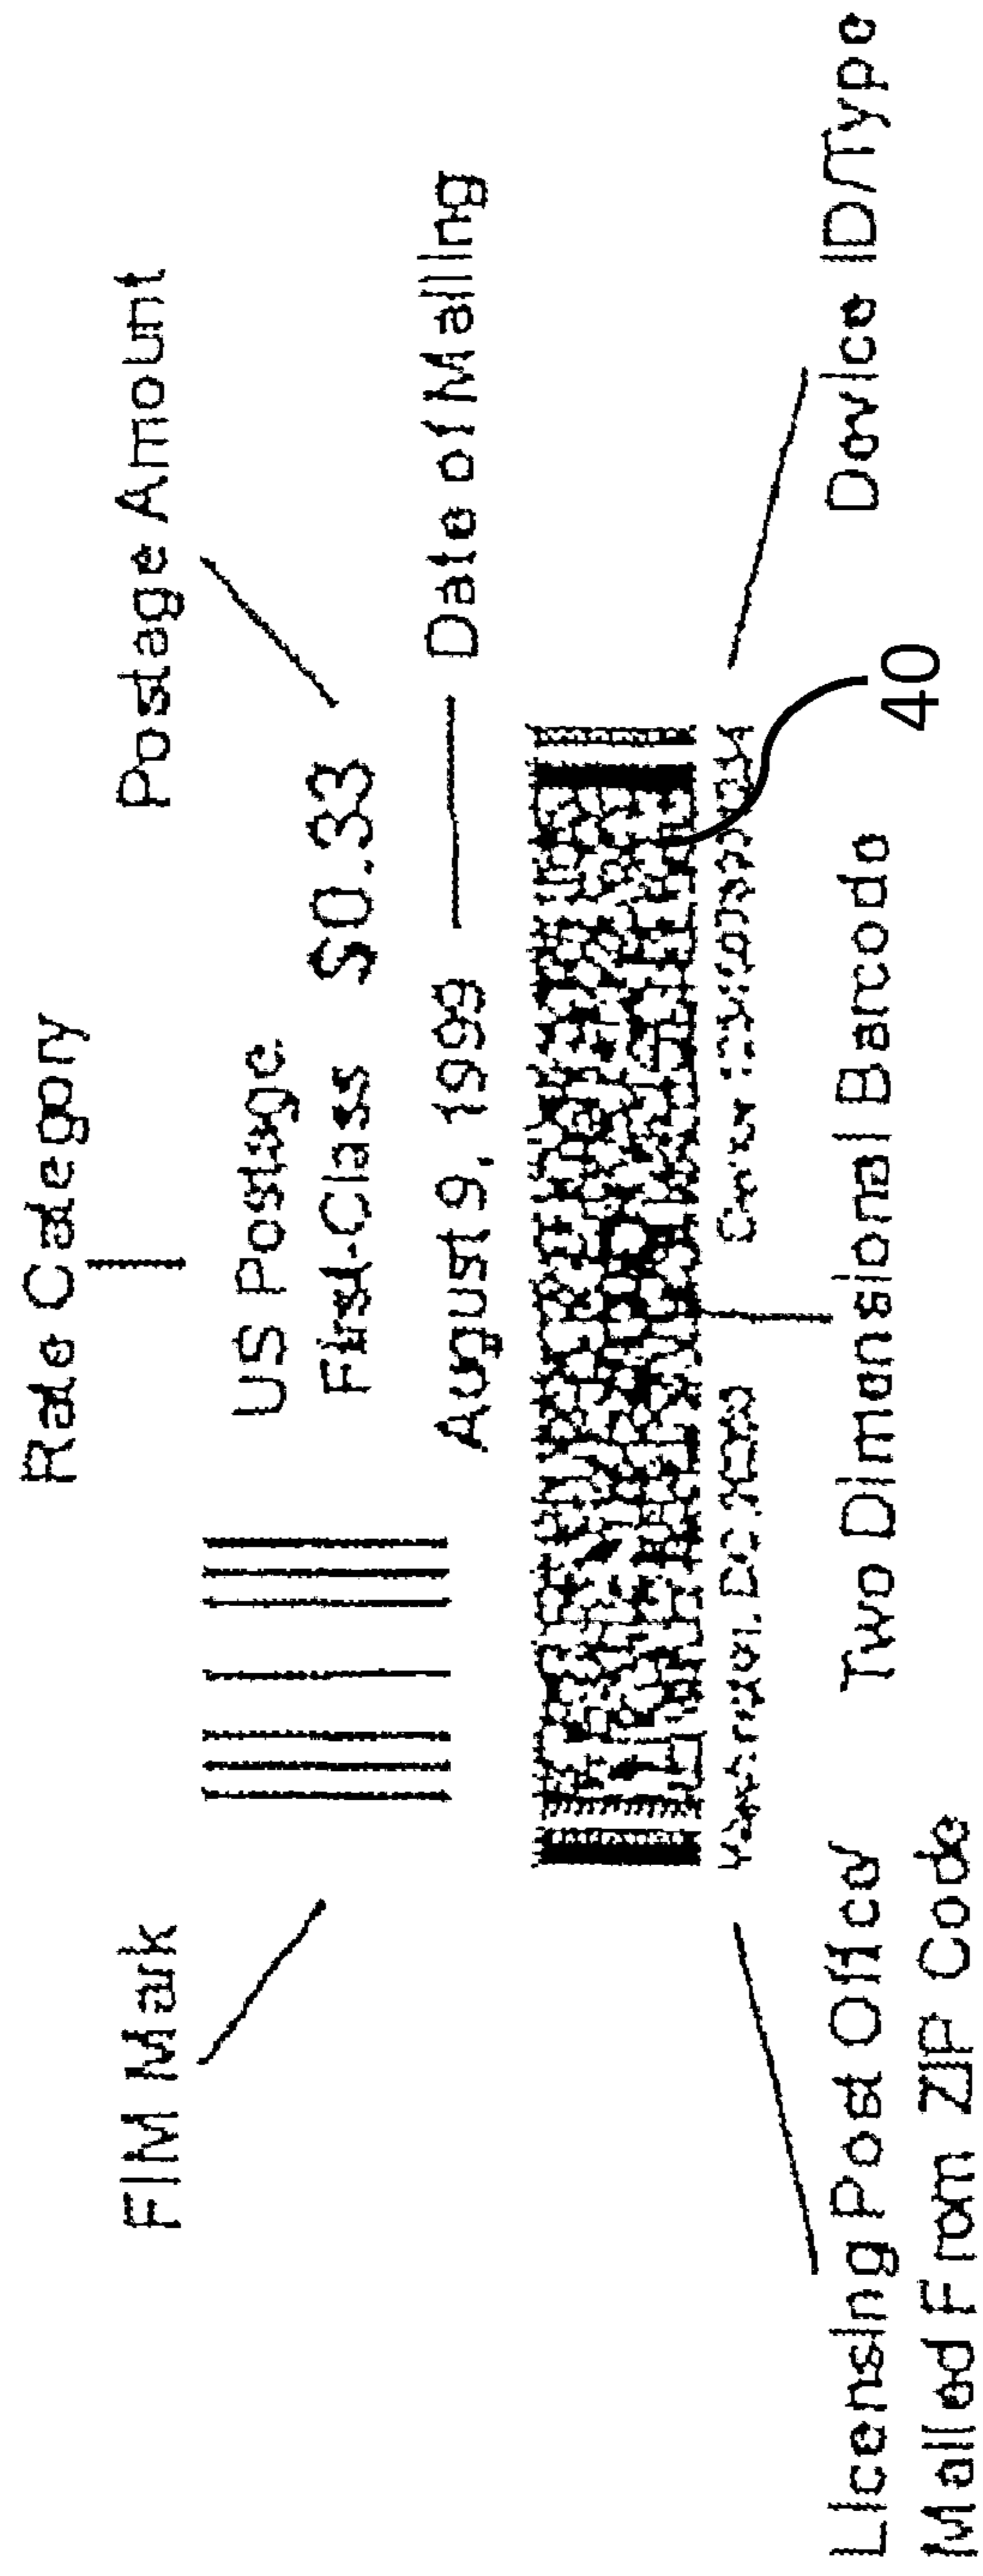 Rate Category
FIM Mark
Postage Amount
US Postage
First-Class
$0.33
August 9, 1999
Date of Mailing
DC
40
Licensing Post Office/
Mailed From ZIP Code
Two Dimensional Barcode
Device ID/Type